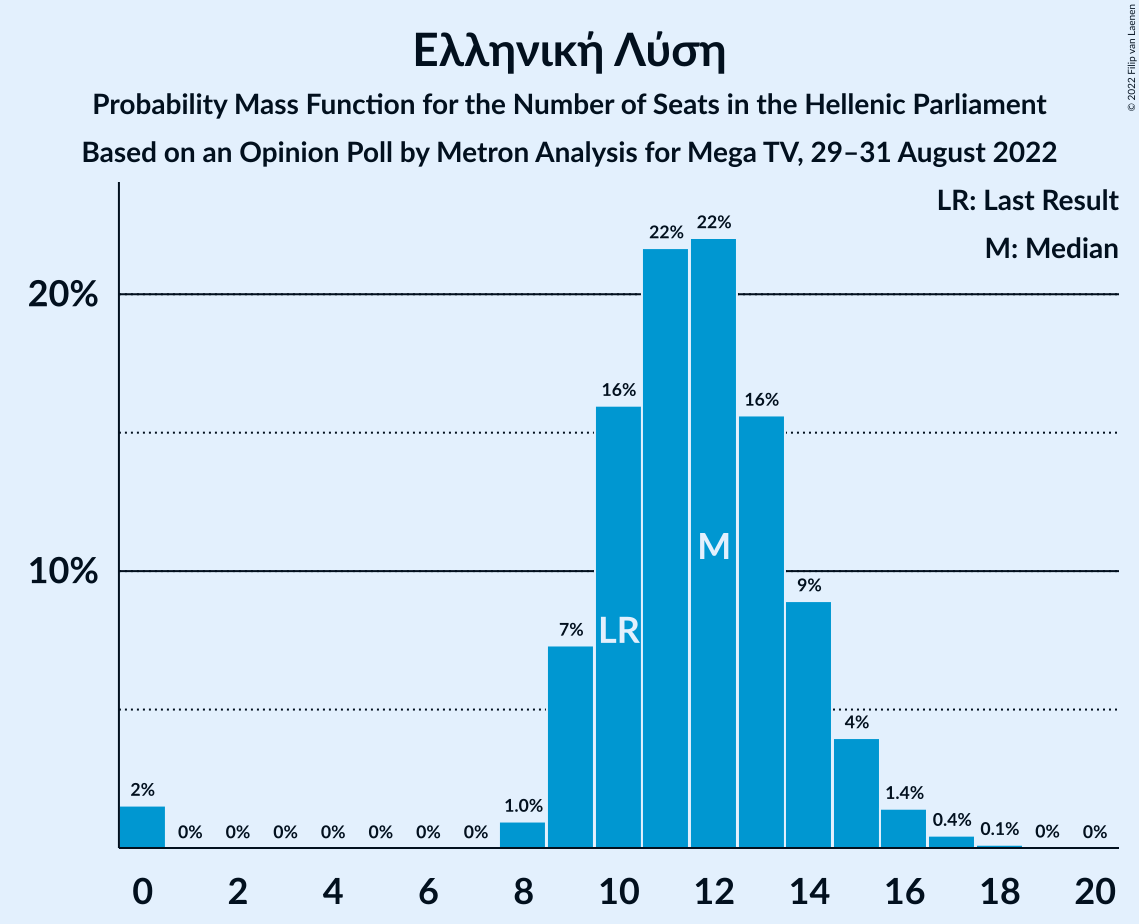 Ελληνική Λύση
Probability Mass Function for the Number of Seats in the Hellenic Parliament
Based on an Opinion Poll by Metron Analysis for Mega TV, 29–31 August 2022
© 2022 Filip van Laenen
LR: Last Result
M: Median
20%
10%
2%
0%
0%
0%
0%
0%
0%
0%
1.0%
7%
16%
22%
22%
16%
9%
4%
1.4%
0.4%
0.1%
0%
0%
LR
M
0 2 4 6 8 10 12 14 16 18 20